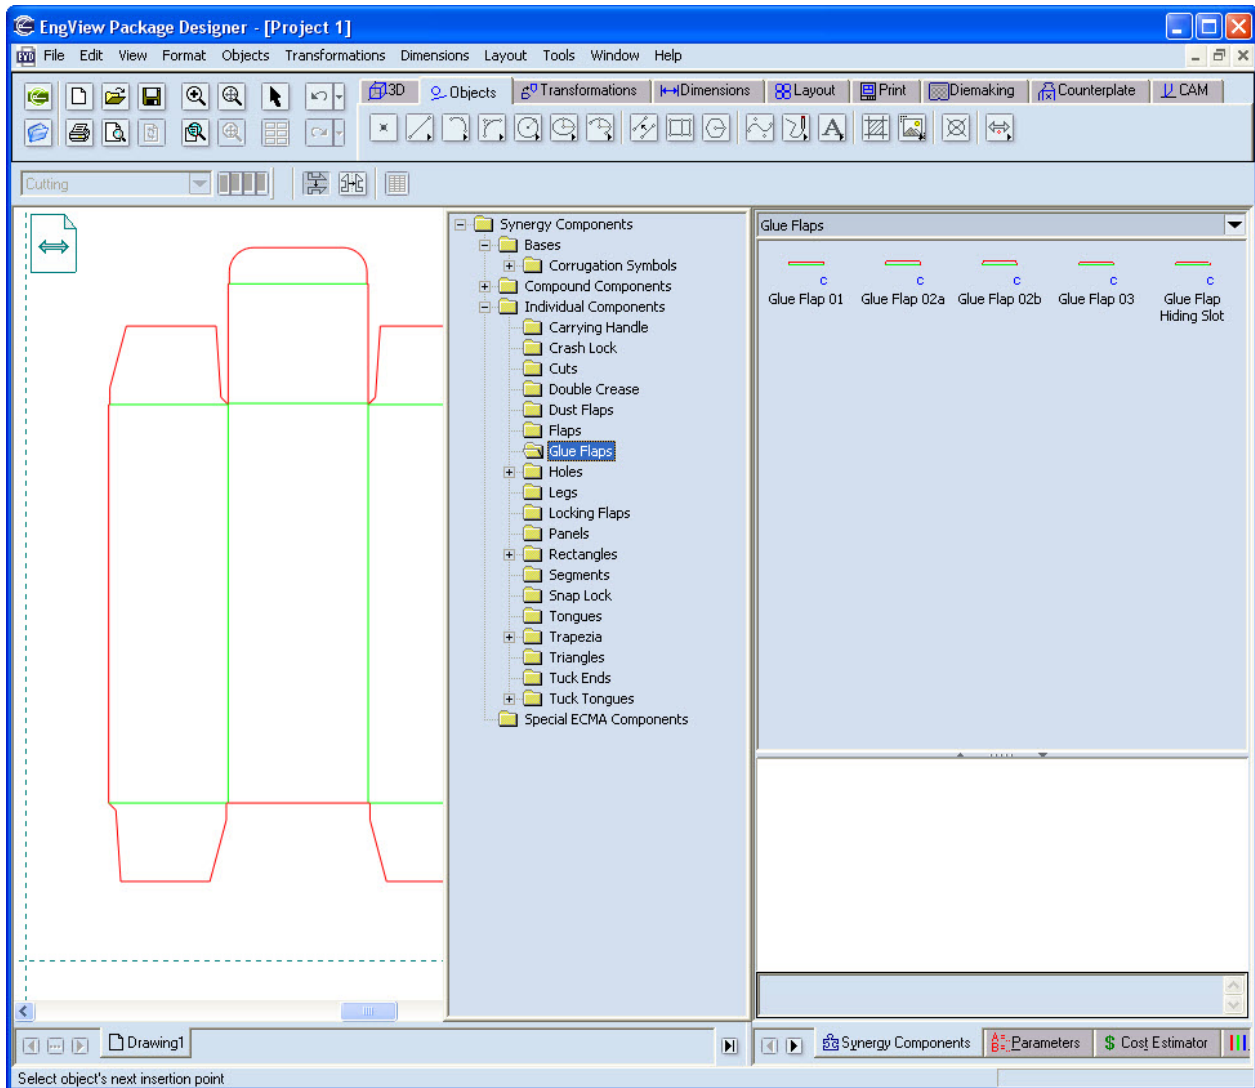 EngView Package Designer - [Project 1]
File Edit View Format Objects Transformations Dimensions Layout Tools Window Help
3D Objects Transformations Dimensions Layout Print Diemaking Counterplate CAM
A
Cutting
Synergy Components
Bases
Corrugation Symbols
Compound Components
Individual Components
Carrying Handle
Crash Lock
Cuts
Double Crease
Dust Flaps
Flaps
Glue Flaps
Holes
Legs
Locking Flaps
Panels
Rectangles
Segments
Snap Lock
Tongues
Trapezia
Triangles
Tuck Ends
Tuck Tongues
Special ECMA Components
Glue Flaps
C C C C C
Glue Flap 01 Glue Flap 02a Glue Flap 02b Glue Flap 03 Glue Flap
Hiding Slot
Drawing1
Synergy Components Parameters $ Cost Estimator
Select object's next insertion point